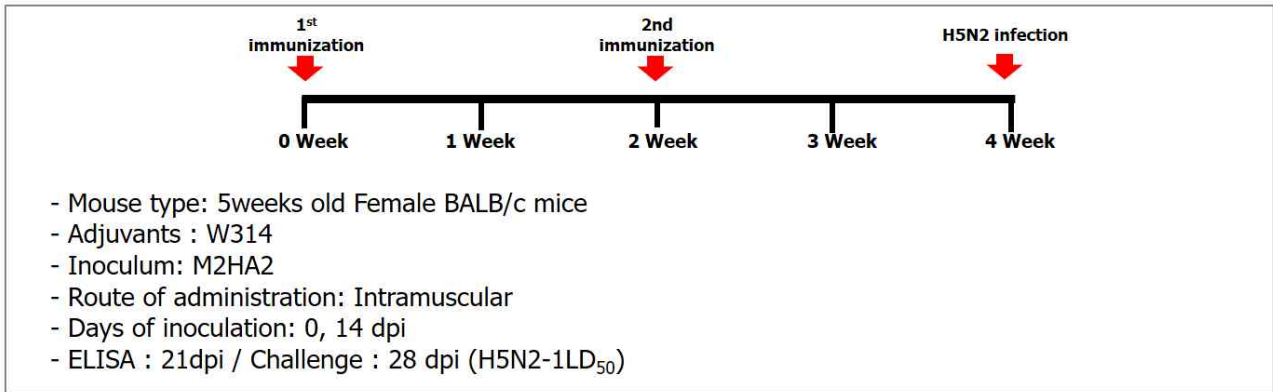 1st
immunization
2nd
immunization
H5N2 infection
0 Week
1 Week
2 Week
3 Week
4 Week
- Mouse type: 5weeks old Female BALB/c mice
- Adjuvants : W314
- Inoculum: M2HA2
- Route of administration: Intramuscular
- Days of inoculation: 0, 14 dpi
- ELISA : 21dpi / Challenge : 28 dpi (H5N2-1LD50)